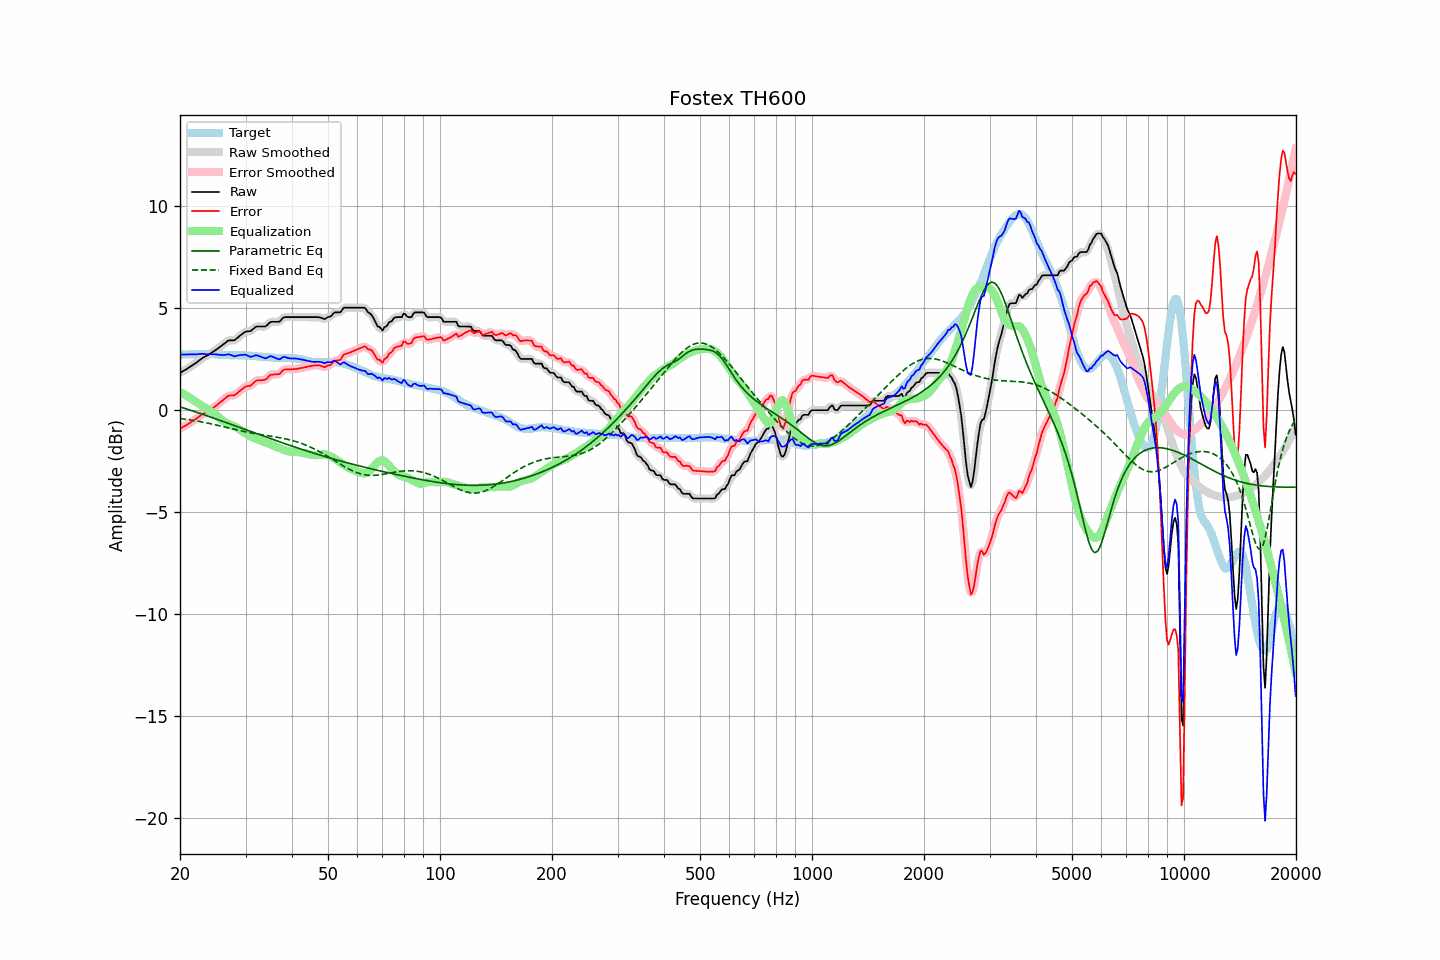 Fostex TH600
Target
Raw Smoothed
Error Smoothed
Raw
Error
Equalization
Parametric Eq
Fixed Band Eq
Equalized
10
5
0
−5
−10
−15
−20
Amplitude (dBr)
20
50
100
200
500
1000
2000
5000
10000
20000
Frequency (Hz)